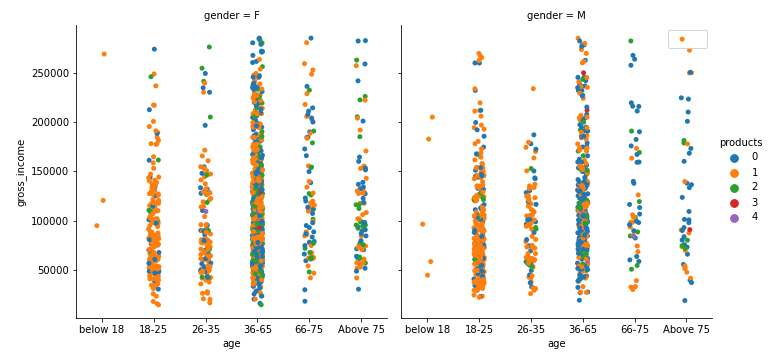 gender = F
gender = M
gross_income
250000
200000
150000
100000
50000
below 18 18-25 26-35 36-65 66-75 Above 75
age
below 18 18-25 26-35 36-65 66-75 Above 75
age
products
0
1
2
3
4